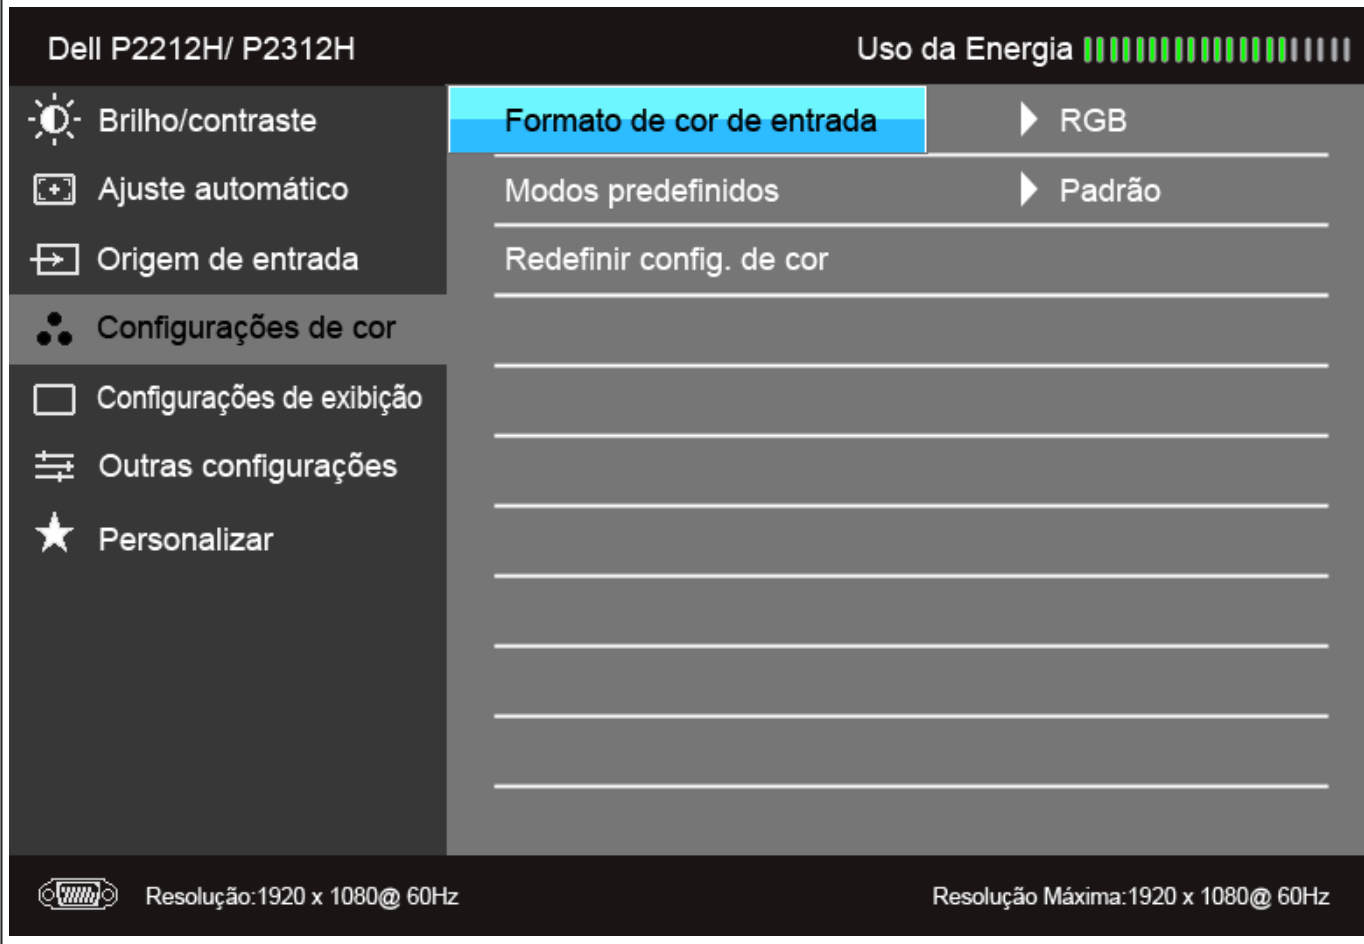 Dell P2212H/ P2312H
Uso da Energia
Brilho/contraste
Formato de cor de entrada
RGB
Ajuste automático
Modos predefinidos
Padrão
Origem de entrada
Redefinir config. de cor
Configurações de cor
Configurações de exibição
Outras configurações
Personalizar
Resolução:1920 x 1080@ 60Hz
Resolução Máxima:1920 x 1080@ 60Hz